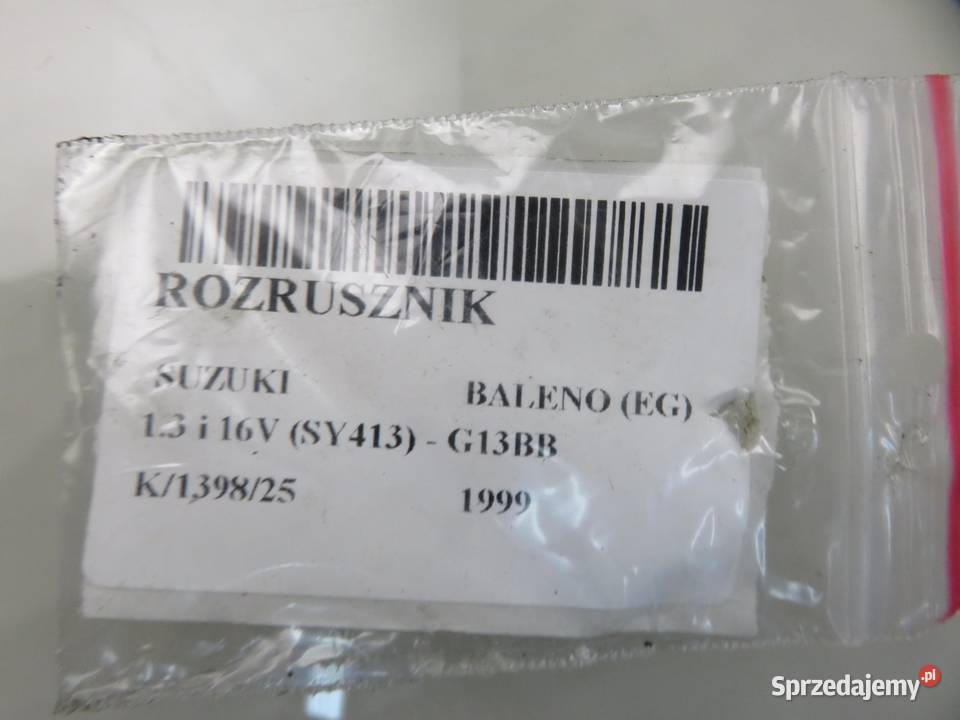 ROZRUSZNIK
SUZUKI BALENO (EG)
1.3 i 16V (SY413) - G13BB
K/1398/25 1999
Sprzedajemy.pl